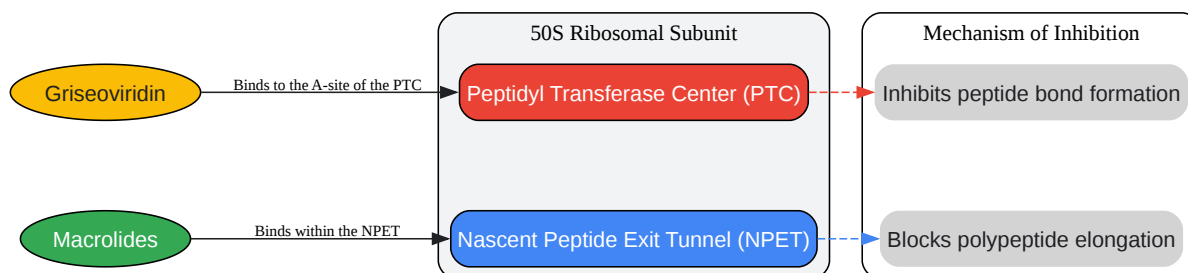 50S Ribosomal Subunit
Mechanism of Inhibition
Griseoviridin
Binds to the A-site of the PTC
Peptidyl Transferase Center (PTC)
Inhibits peptide bond formation
Macrolides
Binds within the NPET
Nascent Peptide Exit Tunnel (NPET)
Blocks polypeptide elongation